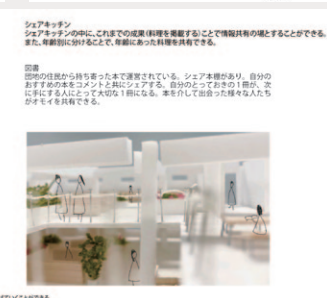 シェアキッチン
シェアキッチンの中に、これまでの成果(料理を掲載する)ことで情報共有の場とすることができる。
また、年齢別に分けることで、年齢にあった料理を共有できる。
図書
団地の住民から持ち寄った本で運営されている。シェア本棚があり、自分の
おすすめの本をコメントと共にシェアする。自分のとっておきの1冊が、次
に手にする人にとって大切な1冊になる。本を介して出会った様々な人たち
がオモイを共有できる。
ことができる。